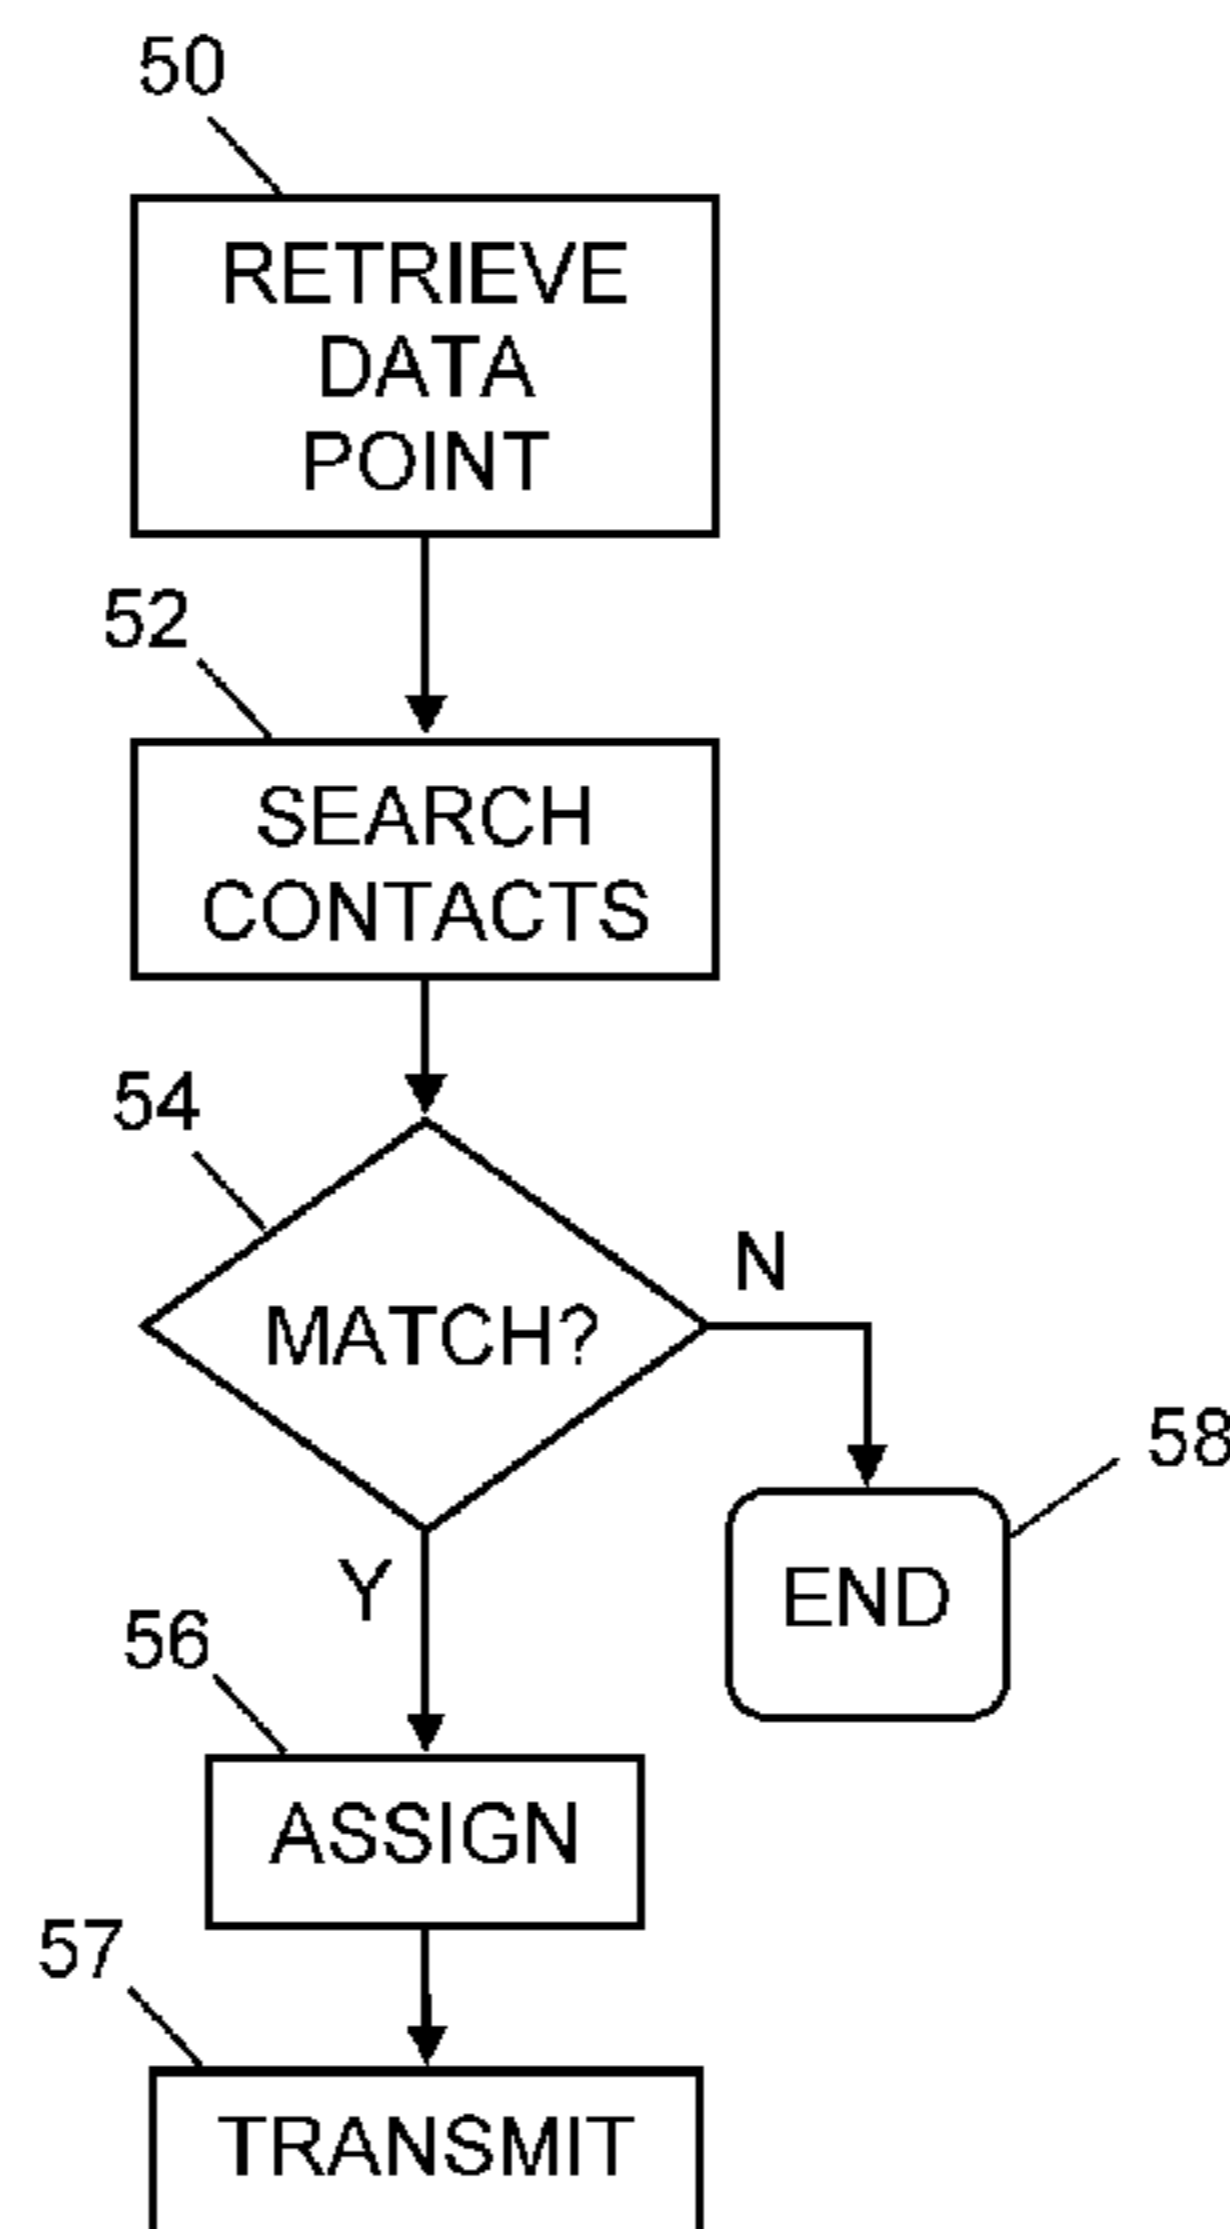 50
RETRIEVE
DATA
POINT
52
SEARCH
CONTACTS
54
MATCH?
N
58
END
Y
56
ASSIGN
57
TRANSMIT